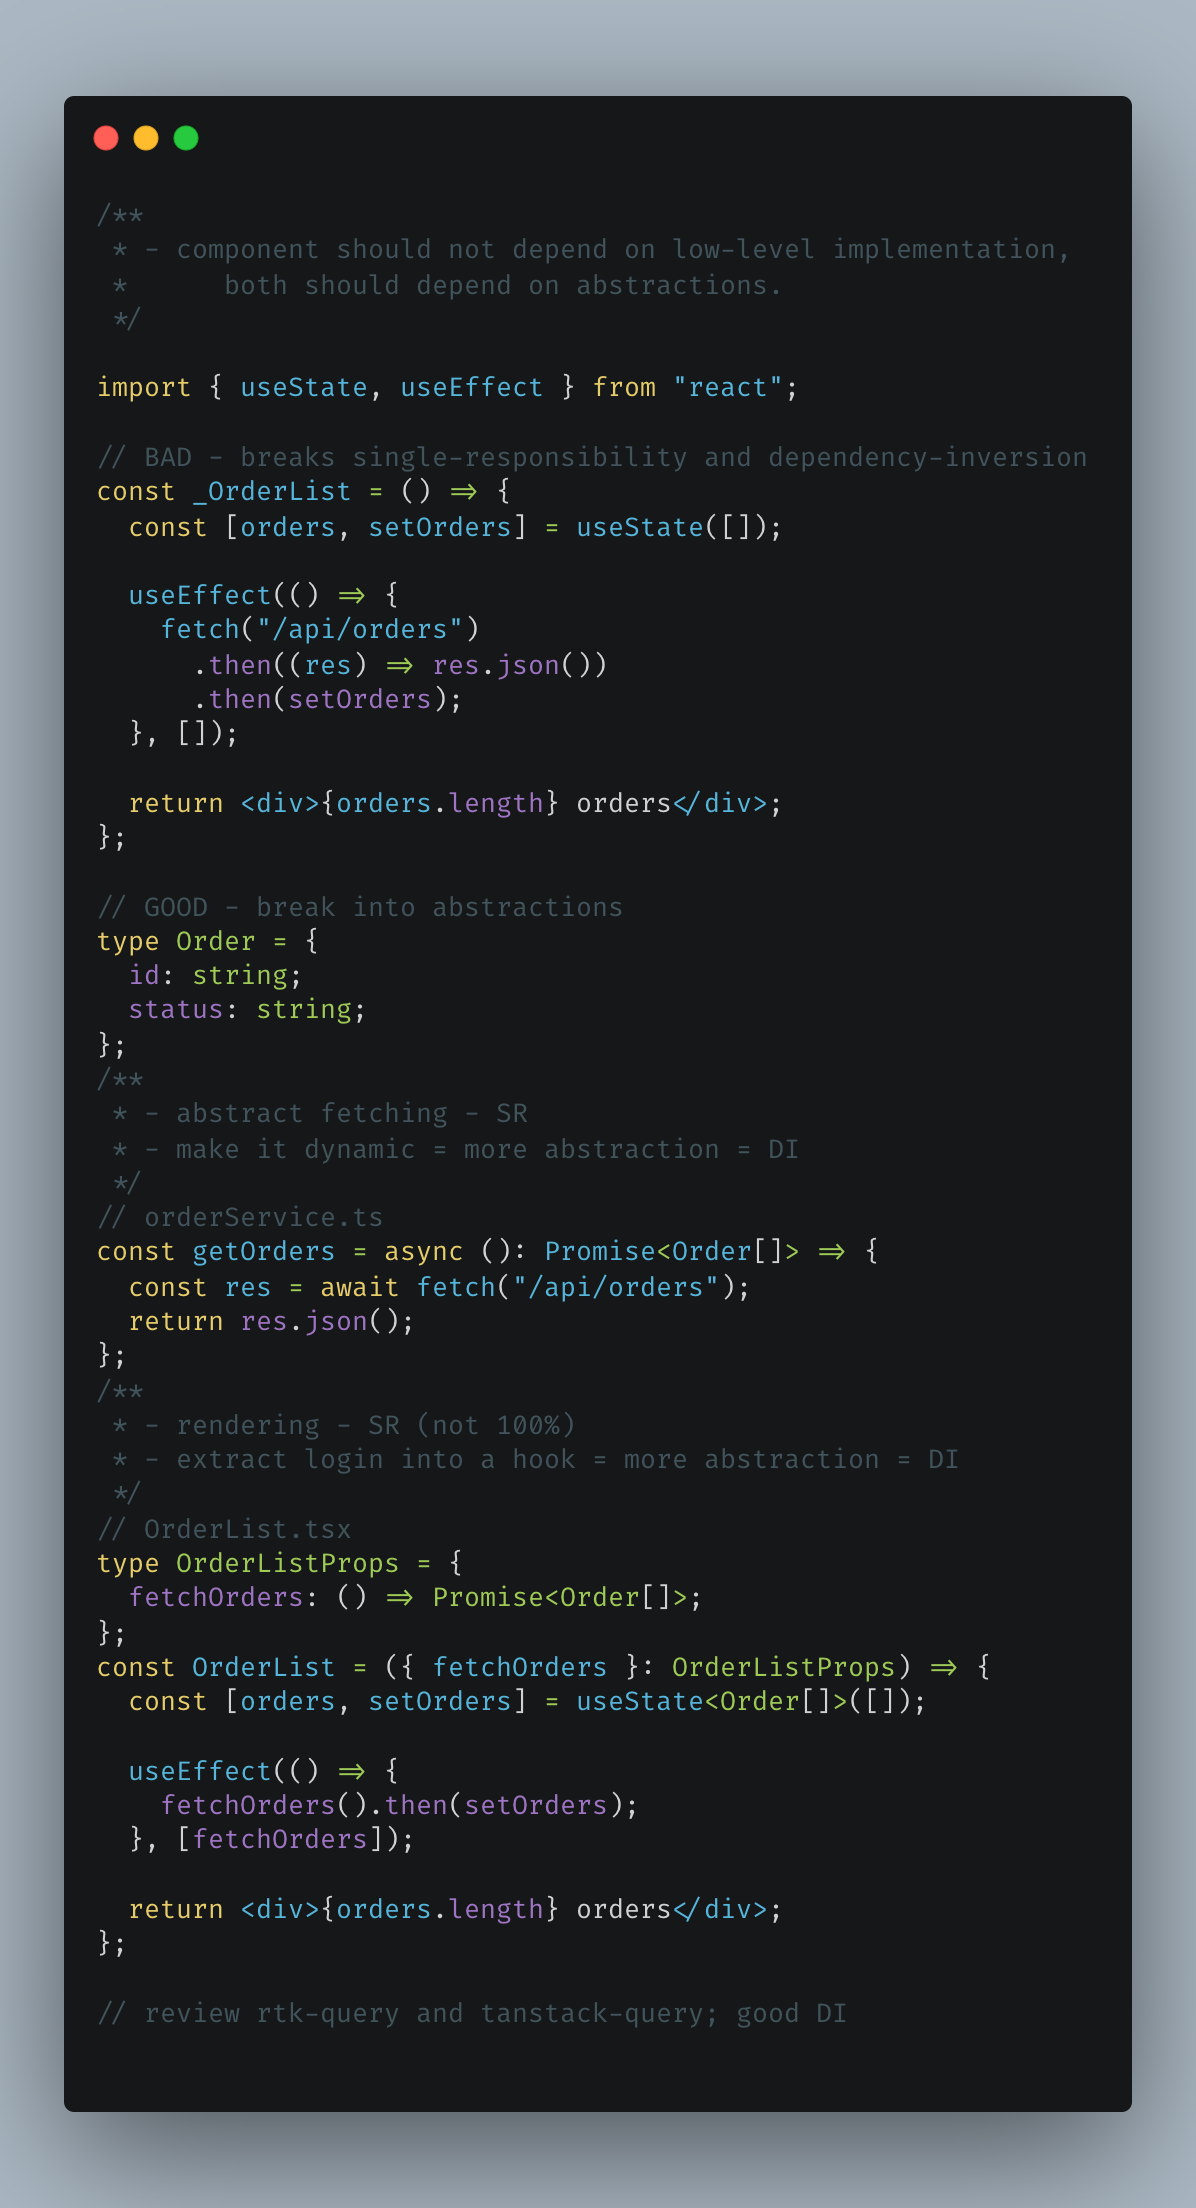 /**
 * - component should not depend on low-level implementation,
 *      both should depend on abstractions.
 */

import { useState, useEffect } from "react";

// BAD - breaks single-responsibility and dependency-inversion
const _OrderList = () => {
  const [orders, setOrders] = useState([]);

  useEffect(() => {
    fetch("/api/orders")
      .then((res) => res.json())
      .then(setOrders);
  }, []);

  return <div>{orders.length} orders</div>;
};

// GOOD - break into abstractions
type Order = {
  id: string;
  status: string;
};
/**
 * - abstract fetching - SR
 * - make it dynamic = more abstraction = DI
 */
// orderService.ts
const getOrders = async (): Promise<Order[]> => {
  const res = await fetch("/api/orders");
  return res.json();
};
/**
 * - rendering - SR (not 100%)
 * - extract login into a hook = more abstraction = DI
 */
// OrderList.tsx
type OrderListProps = {
  fetchOrders: () => Promise<Order[]>;
};
const OrderList = ({ fetchOrders }: OrderListProps) => {
  const [orders, setOrders] = useState<Order[]>([]);

  useEffect(() => {
    fetchOrders().then(setOrders);
  }, [fetchOrders]);

  return <div>{orders.length} orders</div>;
};

// review rtk-query and tanstack-query; good DI